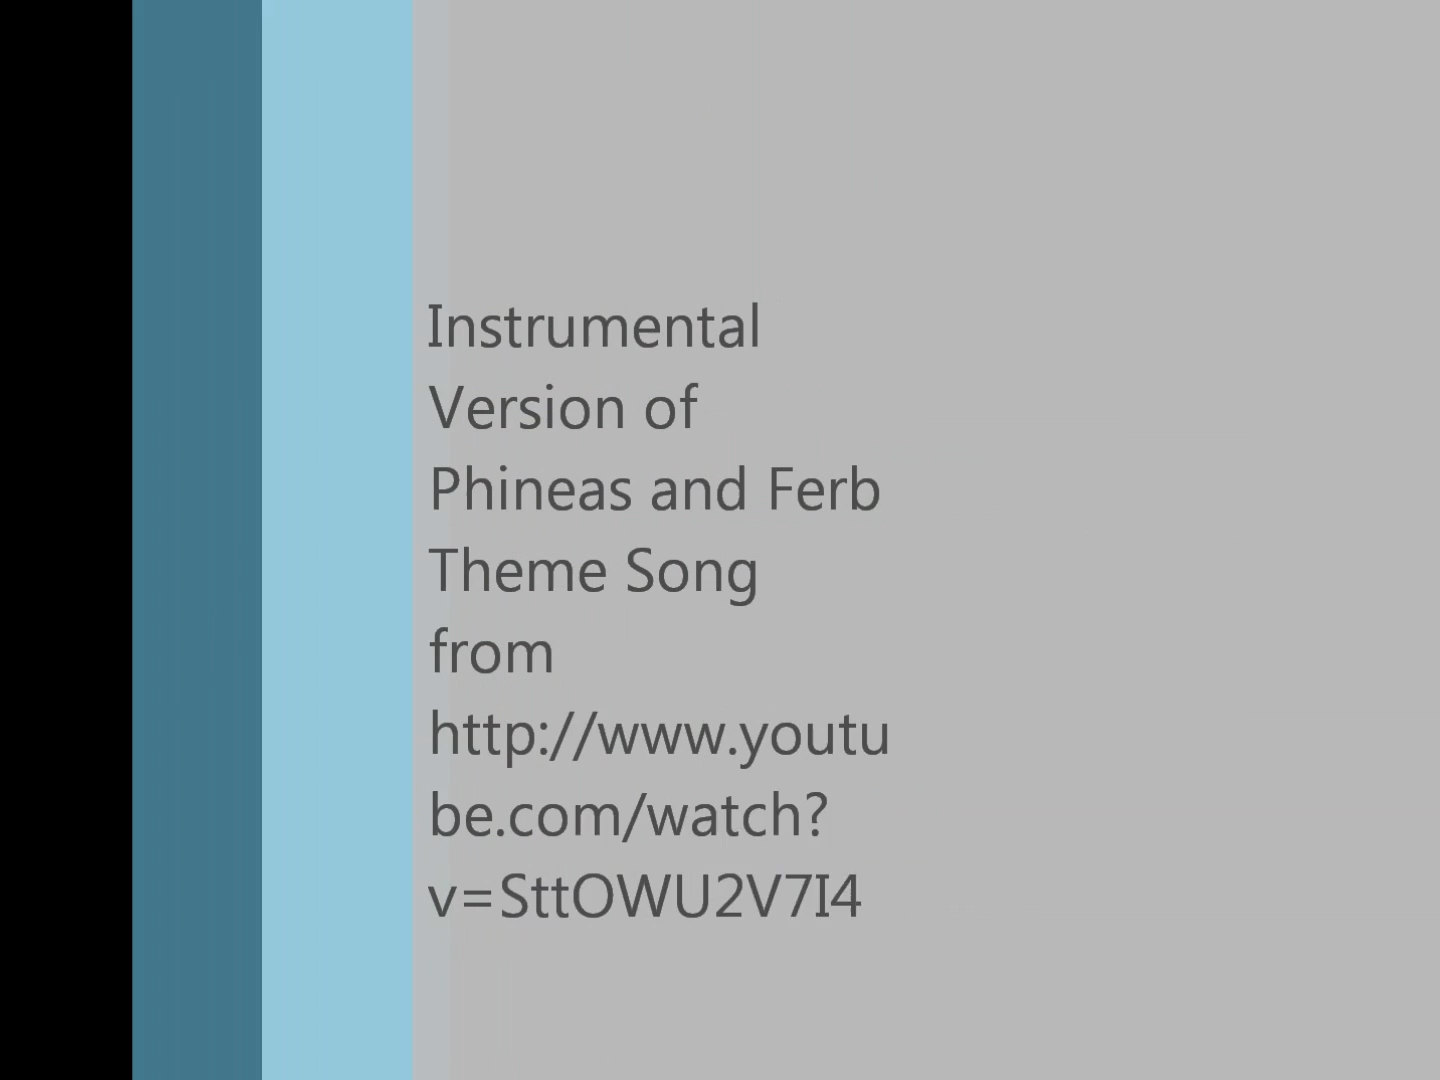 Instrumental
Version of
Phineas and Ferb
Theme Song
from
http://www.youtu
be.com/watch?
v=SttOWU2V7I4